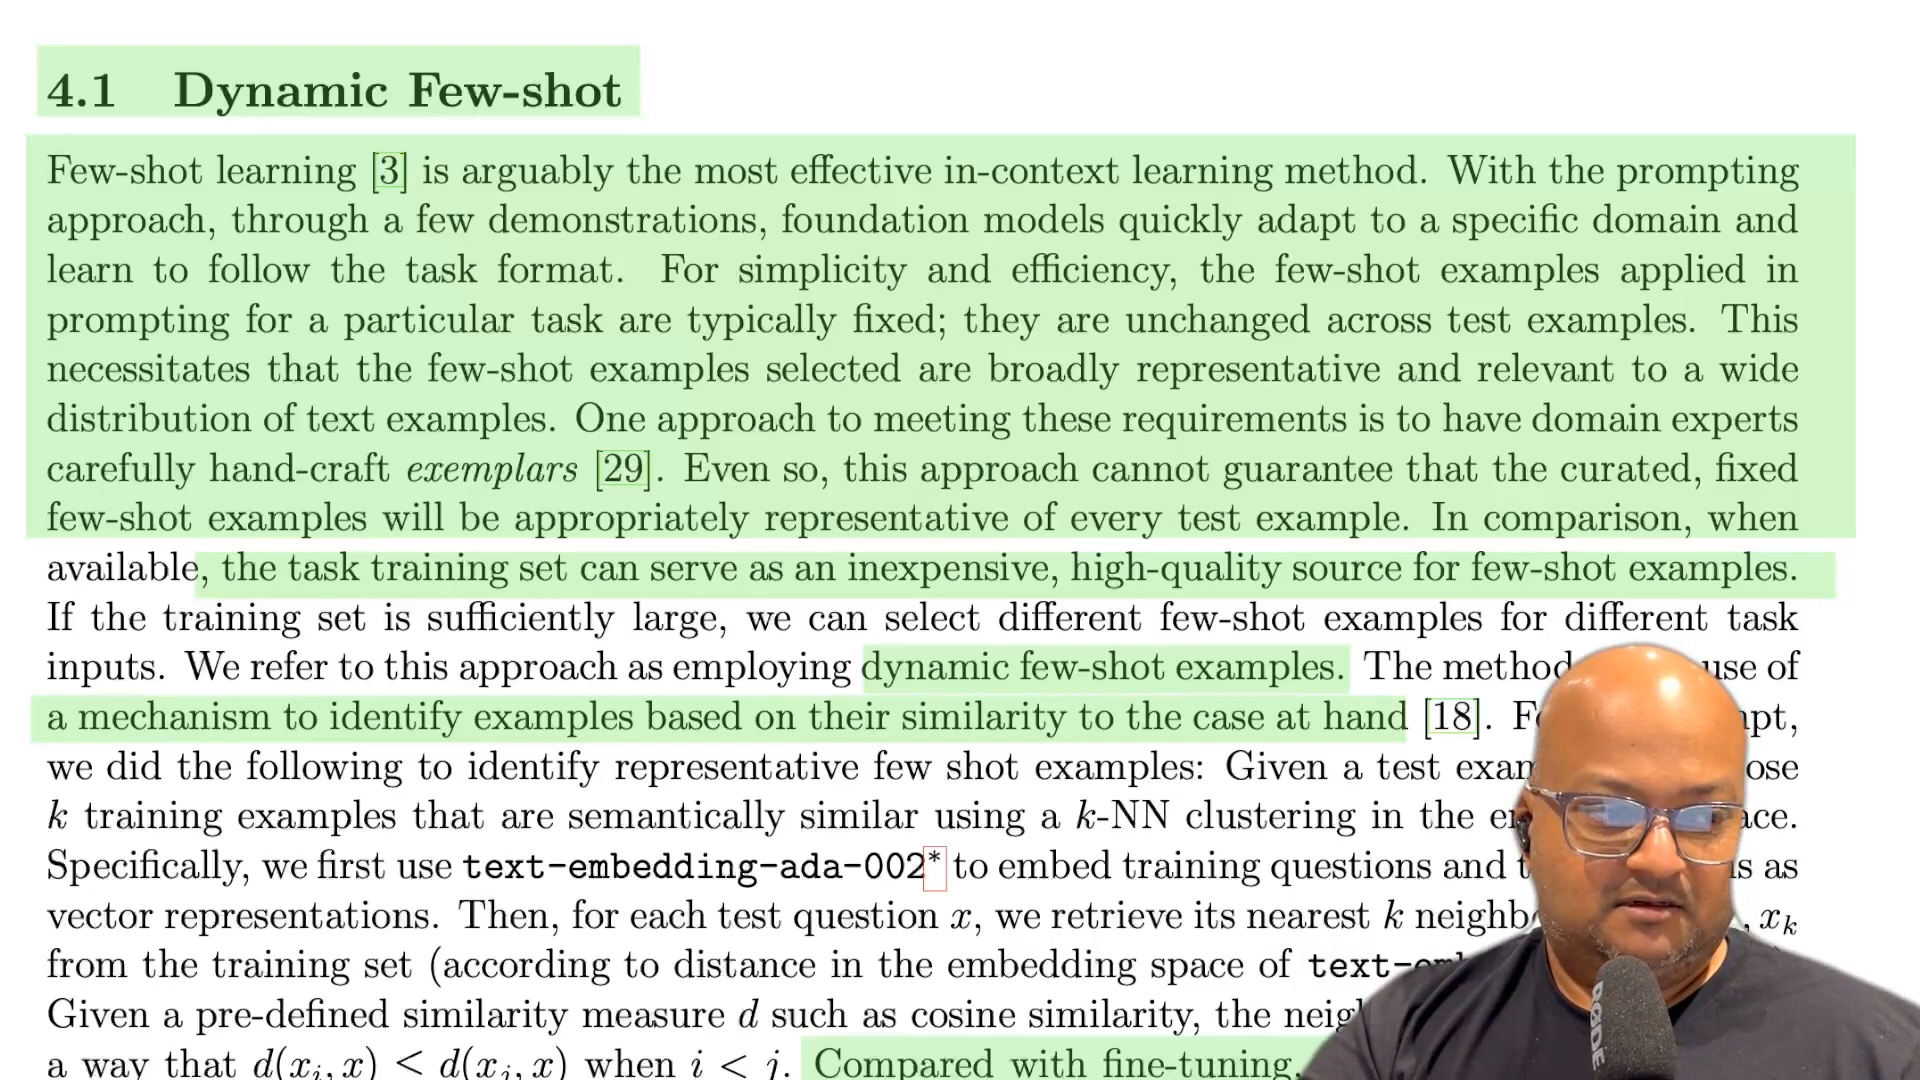 4.1 Dynamic Few-shot
Few-shot learning [3] is arguably the most effective in-context learning method. With the prompting
approach, through a few demonstrations, foundation models quickly adapt to a specific domain and
learn to follow the task format. For simplicity and efficiency, the few-shot examples applied in
prompting for a particular task are typically fixed; they are unchanged across test examples. This
necessitates that the few-shot examples selected are broadly representative and relevant to a wide
distribution of text examples. One approach to meeting these requirements is to have domain experts
carefully hand-craft exemplars [29]. Even so, this approach cannot guarantee that the curated, fixed
few-shot examples will be appropriately representative of every test example. In comparison, when
available, the task training set can serve as an inexpensive, high-quality source for few-shot examples.
If the training set is sufficiently large, we can select different few-shot examples for different task
inputs. We refer to this approach as employing dynamic few-shot examples. The method use of
a mechanism to identify examples based on their similarity to the case at hand [18].
we did the following to identify representative few shot examples: Given a test
k training examples that are semantically similar using a k-NN clustering in the
Specifically, we first use text-embedding-ada-002* to embed training questions and as
vector representations. Then, for each test question x, we retrieve its nearest k , xₖ
from the training set (according to distance in the embedding space of
Given a pre-defined similarity measure d such as cosine similarity, the
a way that d(xᵢ, x) < d(xⱼ, x) when i < j. Compared with fine-tuning,
RODE